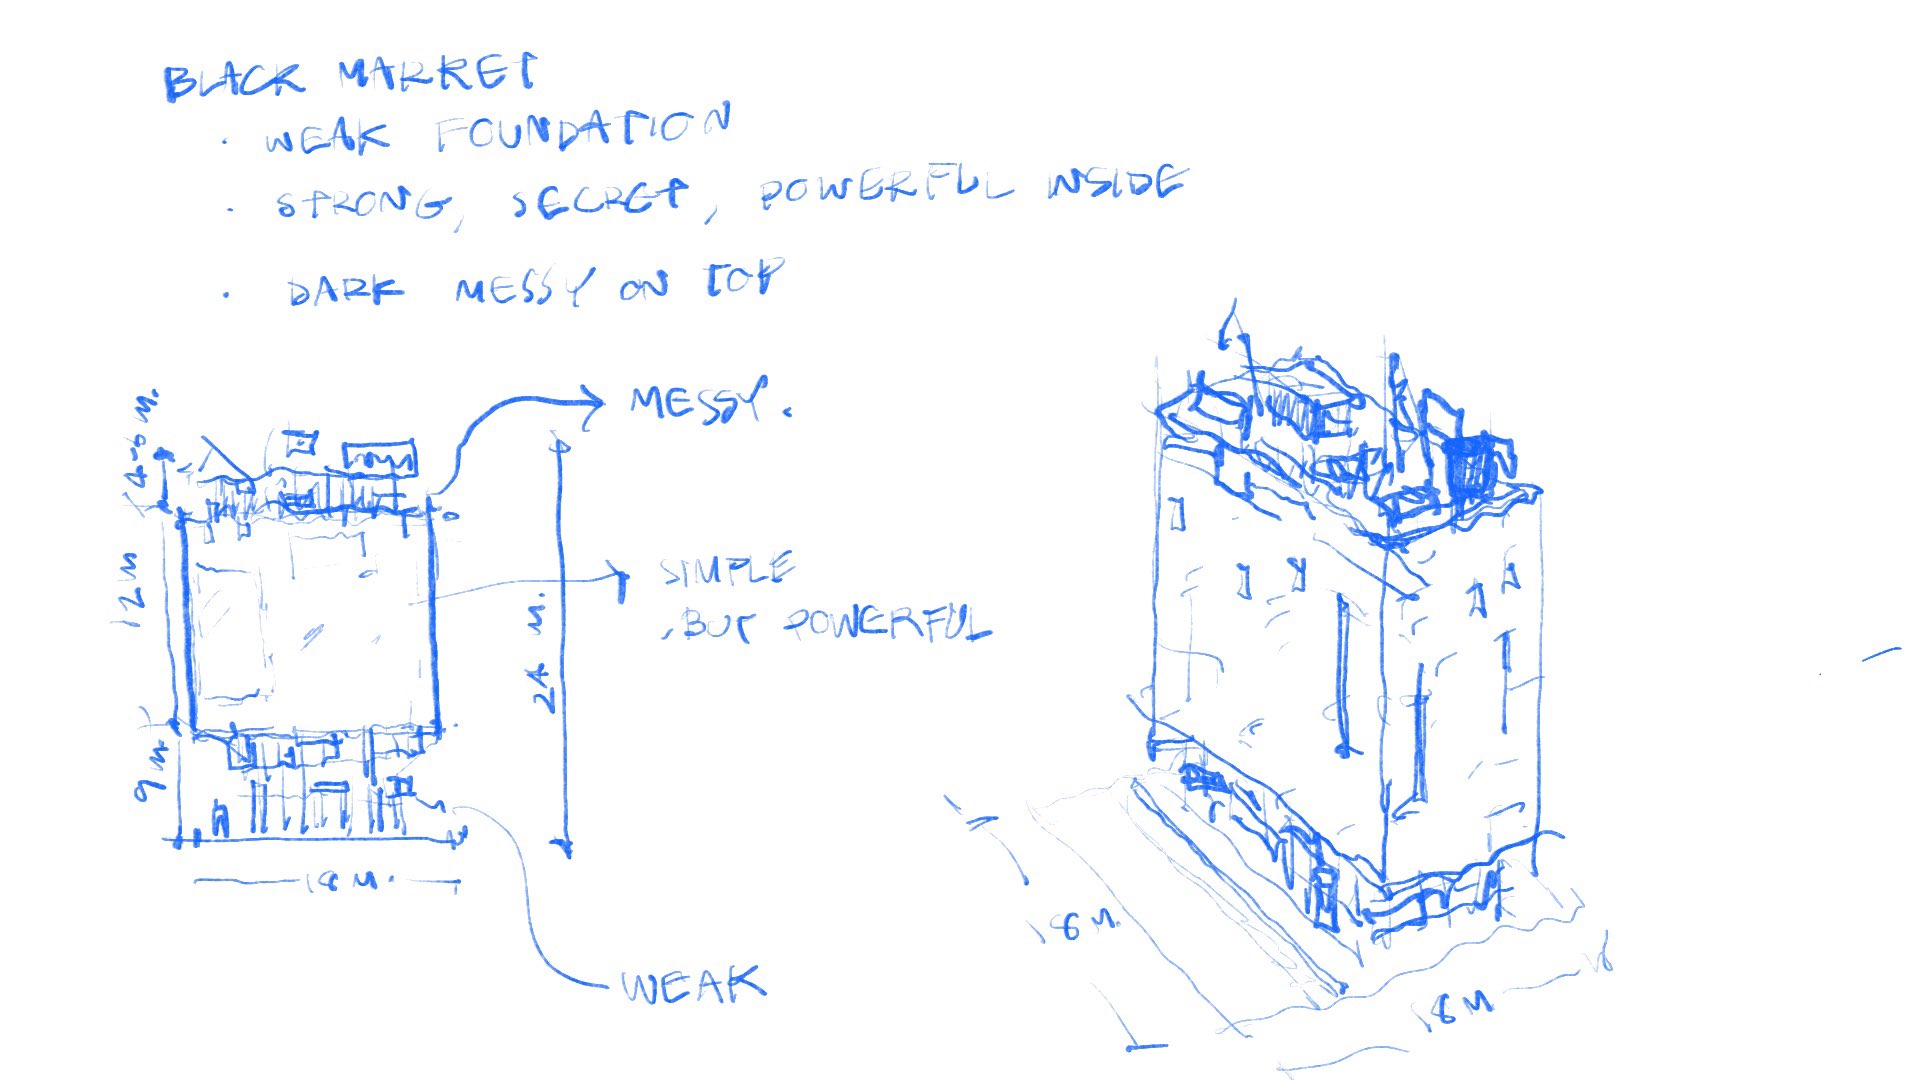 BLACK MARKET
· WEAK FOUNDATION
· STRONG, SECRET, POWERFUL INSIDE
· DARK MESSY ON TOP
MESSY.
4-6 M.
12 M
SIMPLE
, BUT POWERFUL
24 M.
9 M
18 M.
WEAK
18 M.
18 M